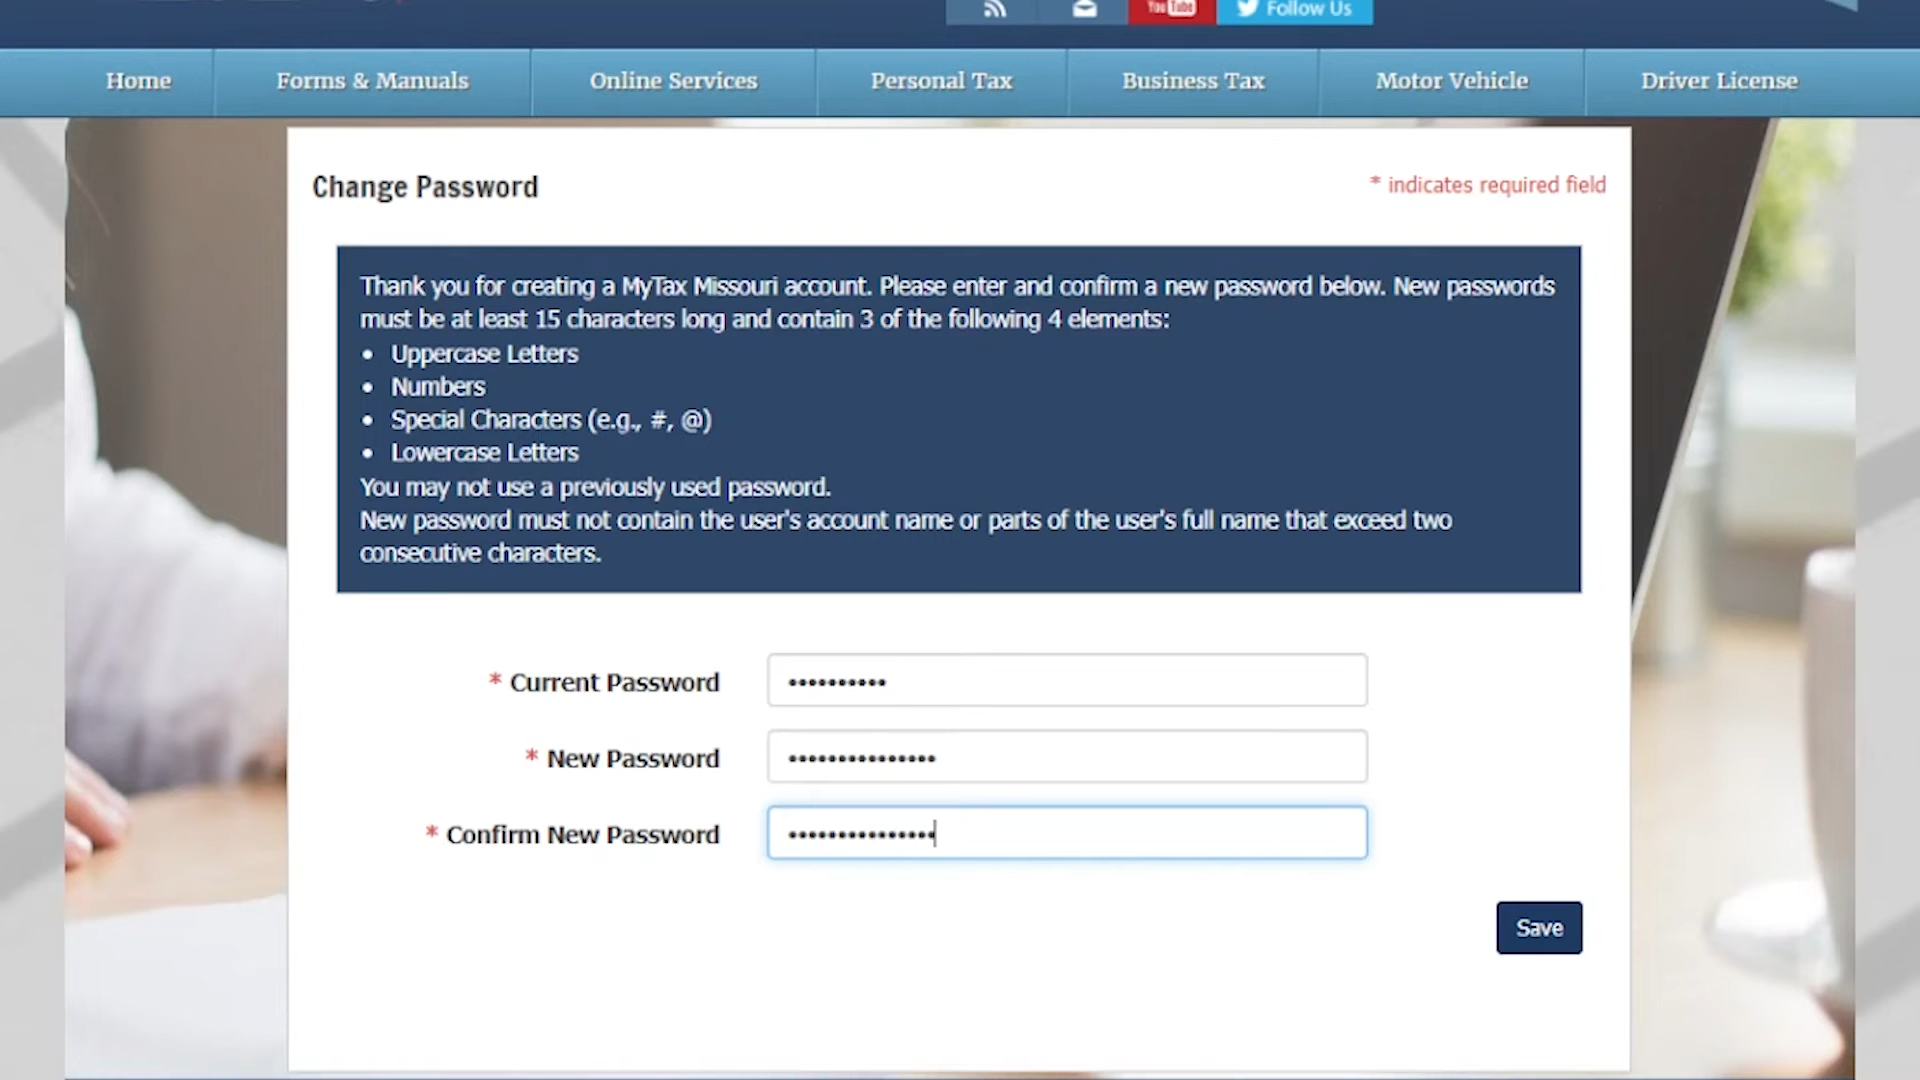 You Tube
Follow Us
Home
Forms & Manuals
Online Services
Personal Tax
Business Tax
Motor Vehicle
Driver License
Change Password
* indicates required field
Thank you for creating a MyTax Missouri account. Please enter and confirm a new password below. New passwords
must be at least 15 characters long and contain 3 of the following 4 elements:
• Uppercase Letters
• Numbers
• Special Characters (e.g., #, @)
• Lowercase Letters
You may not use a previously used password.
New password must not contain the user's account name or parts of the user's full name that exceed two
consecutive characters.
* Current Password
* New Password
* Confirm New Password
Save